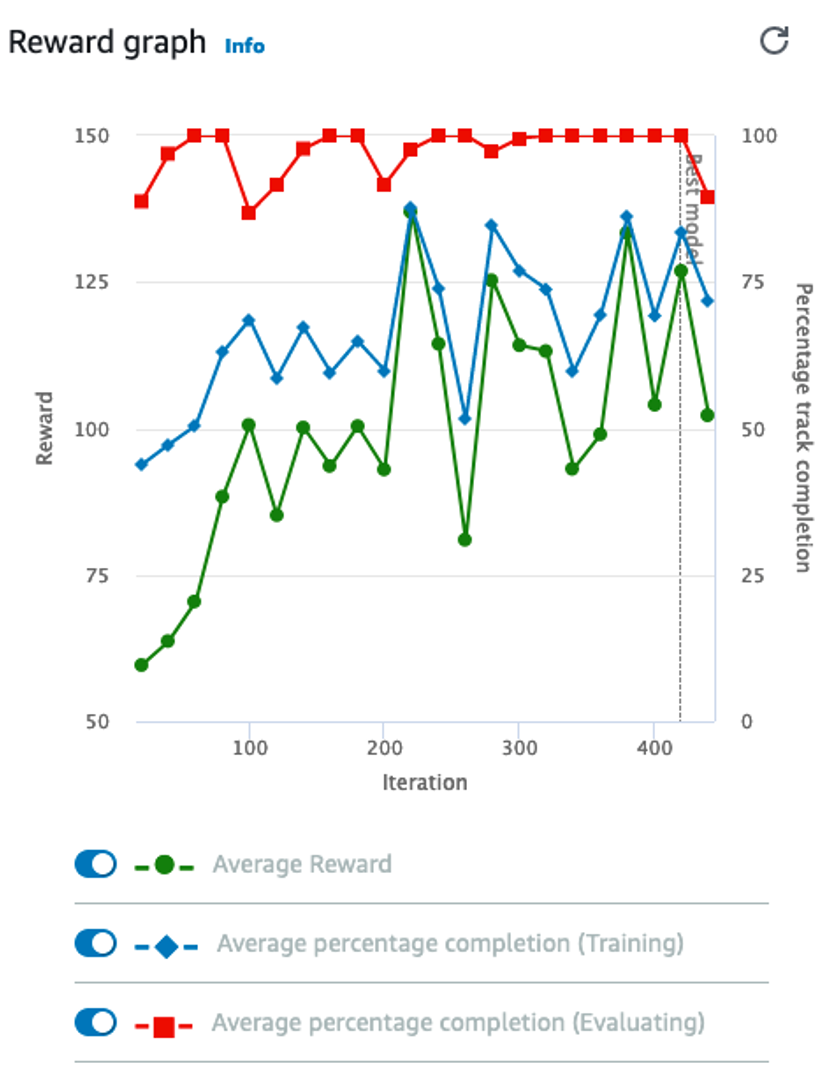 Reward graph Info
150 100
Best model
125 75
Reward
100 50
Percentage track completion
75 25
50 0
100 200 300 400
Iteration
Average Reward
Average percentage completion (Training)
Average percentage completion (Evaluating)